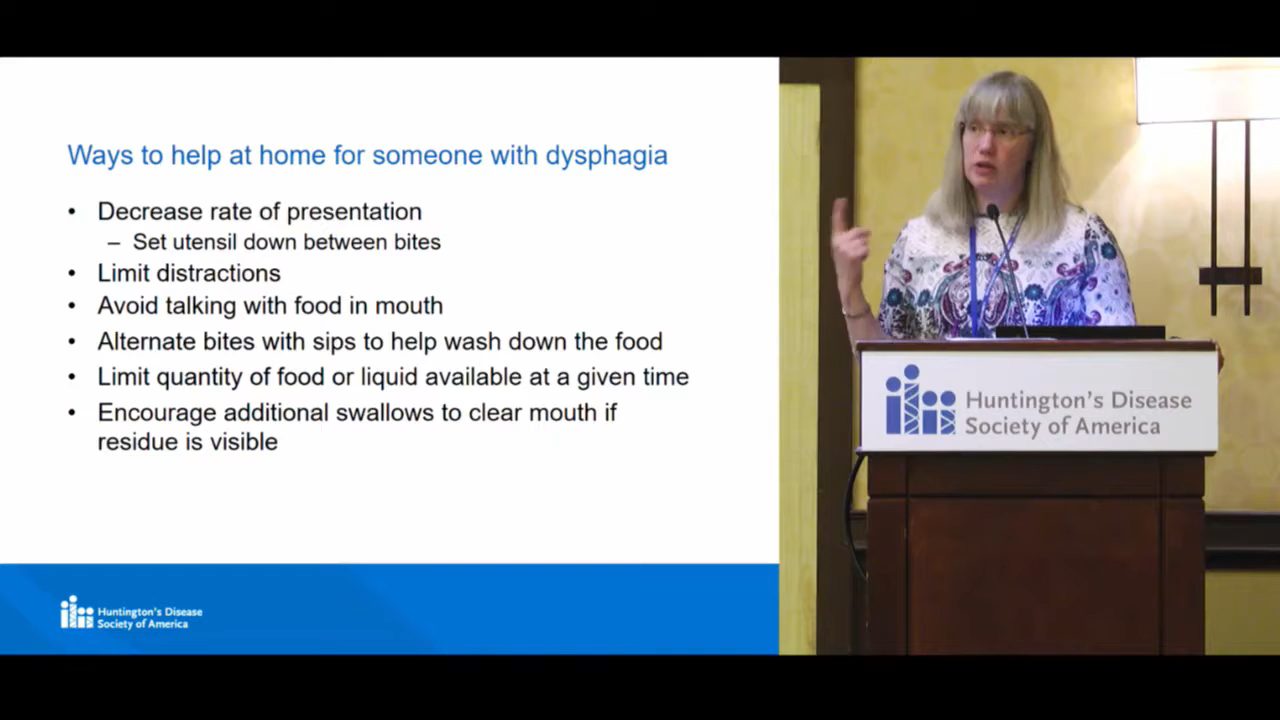 Ways to help at home for someone with dysphagia
• Decrease rate of presentation
– Set utensil down between bites
• Limit distractions
• Avoid talking with food in mouth
• Alternate bites with sips to help wash down the food
• Limit quantity of food or liquid available at a given time
• Encourage additional swallows to clear mouth if
residue is visible
Huntington's Disease
Society of America
Huntington's Disease
Society of America